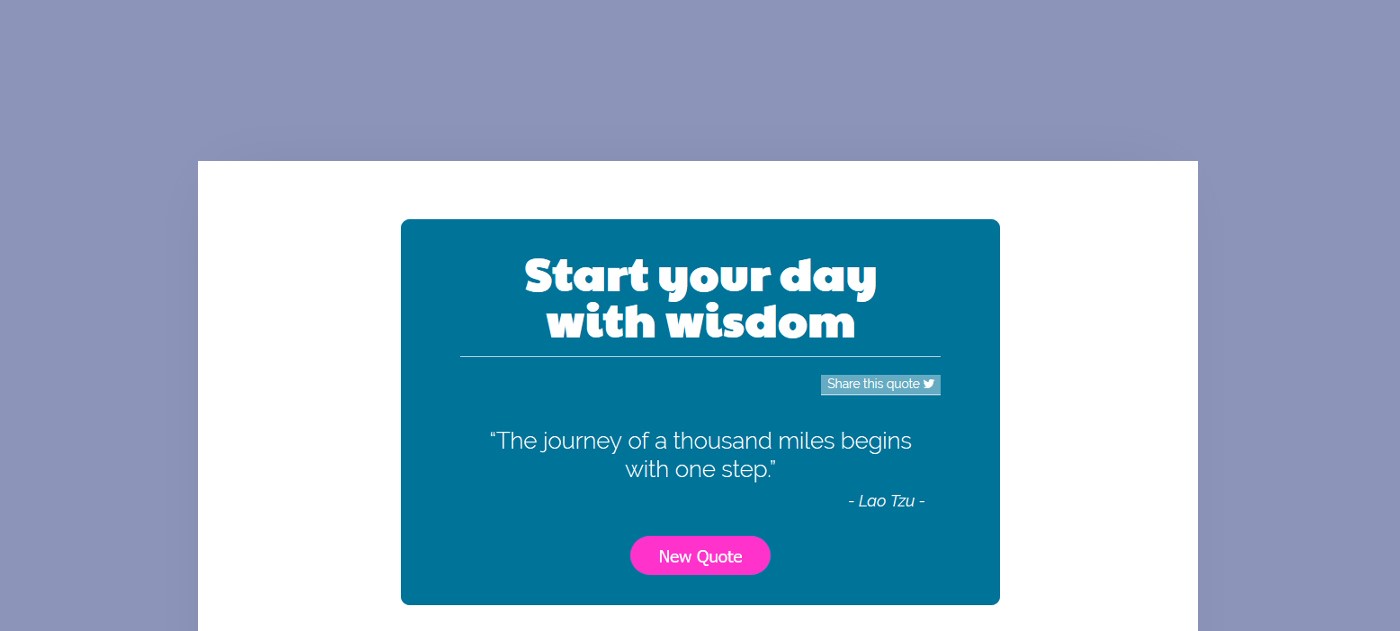 Start your day
with wisdom
Share this quote
“The journey of a thousand miles begins
with one step.”
- Lao Tzu -
New Quote